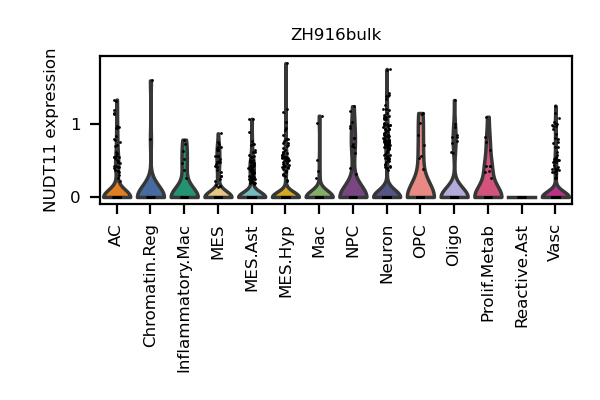 ZH916bulk
NUDT11 expression
1
0
AC
Chromatin.Reg
Inflammatory.Mac
MES
MES.Ast
MES.Hyp
Mac
NPC
Neuron
OPC
Oligo
Prolif.Metab
Reactive.Ast
Vasc